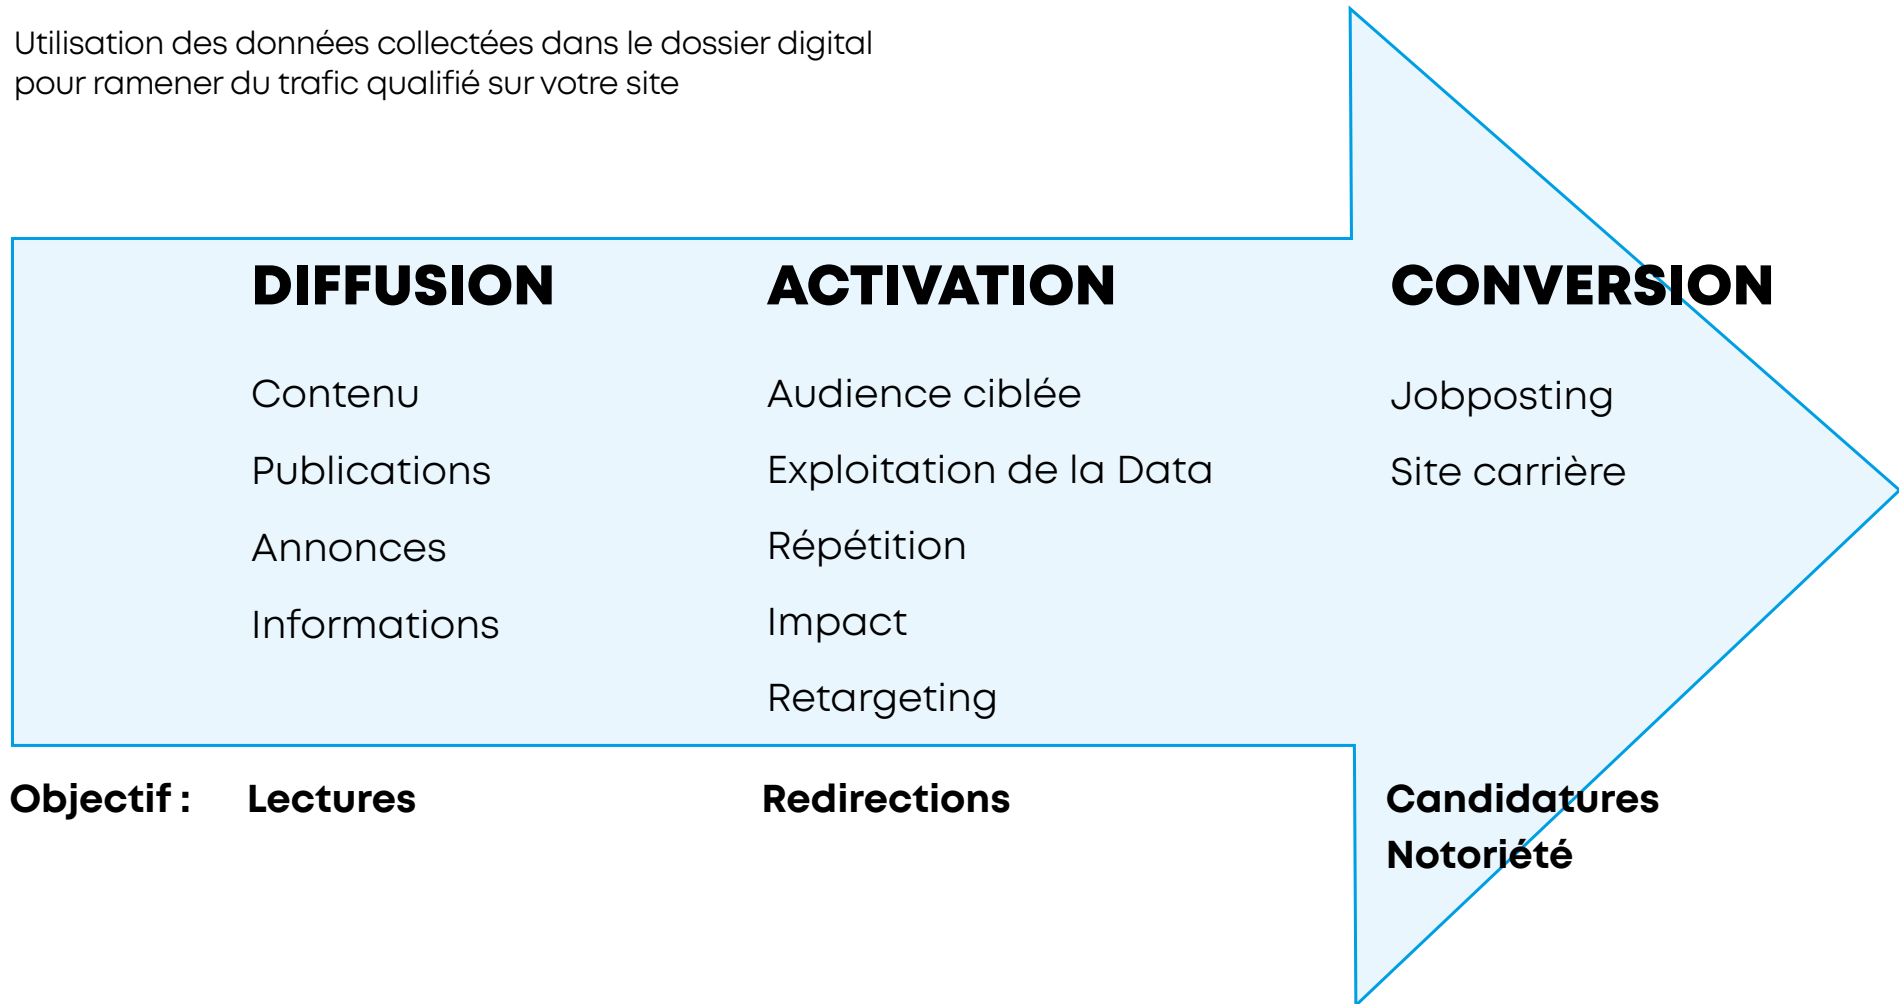 Utilisation des données collectées dans le dossier digital
pour ramener du trafic qualifié sur votre site
DIFFUSION
Contenu
Publications
Annonces
Informations
ACTIVATION
Audience ciblée
Exploitation de la Data
Répétition
Impact
Retargeting
CONVERSION
Jobposting
Site carrière
Objectif : Lectures
Redirections
Candidatures
Notoriété